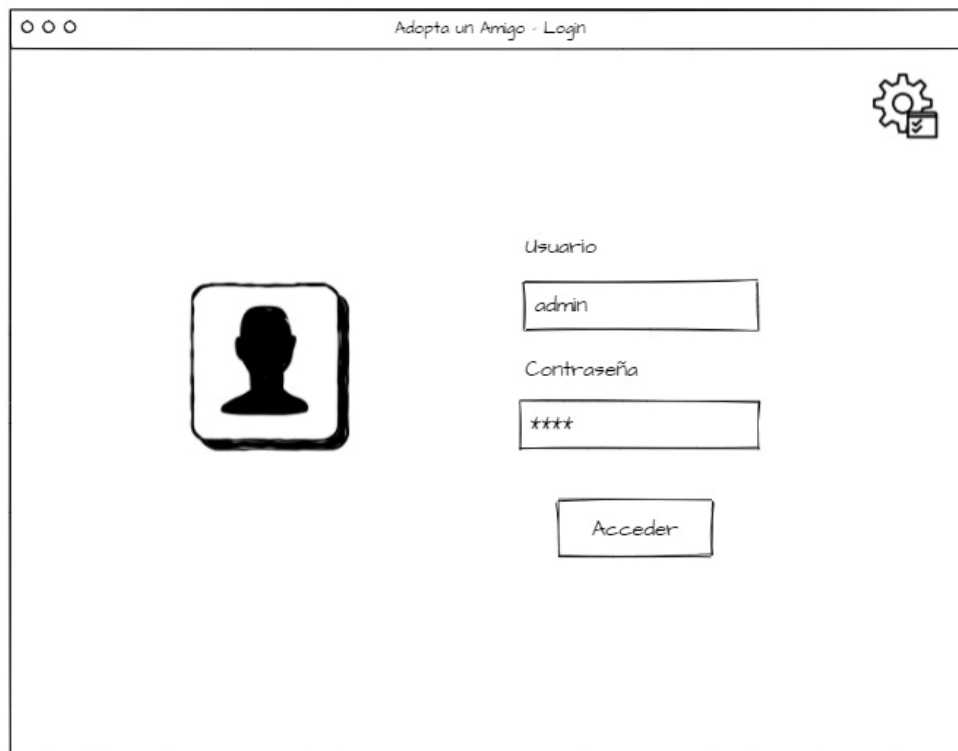 Adopta un Amigo - Login
Usuario
admin
Contraseña
****
Acceder